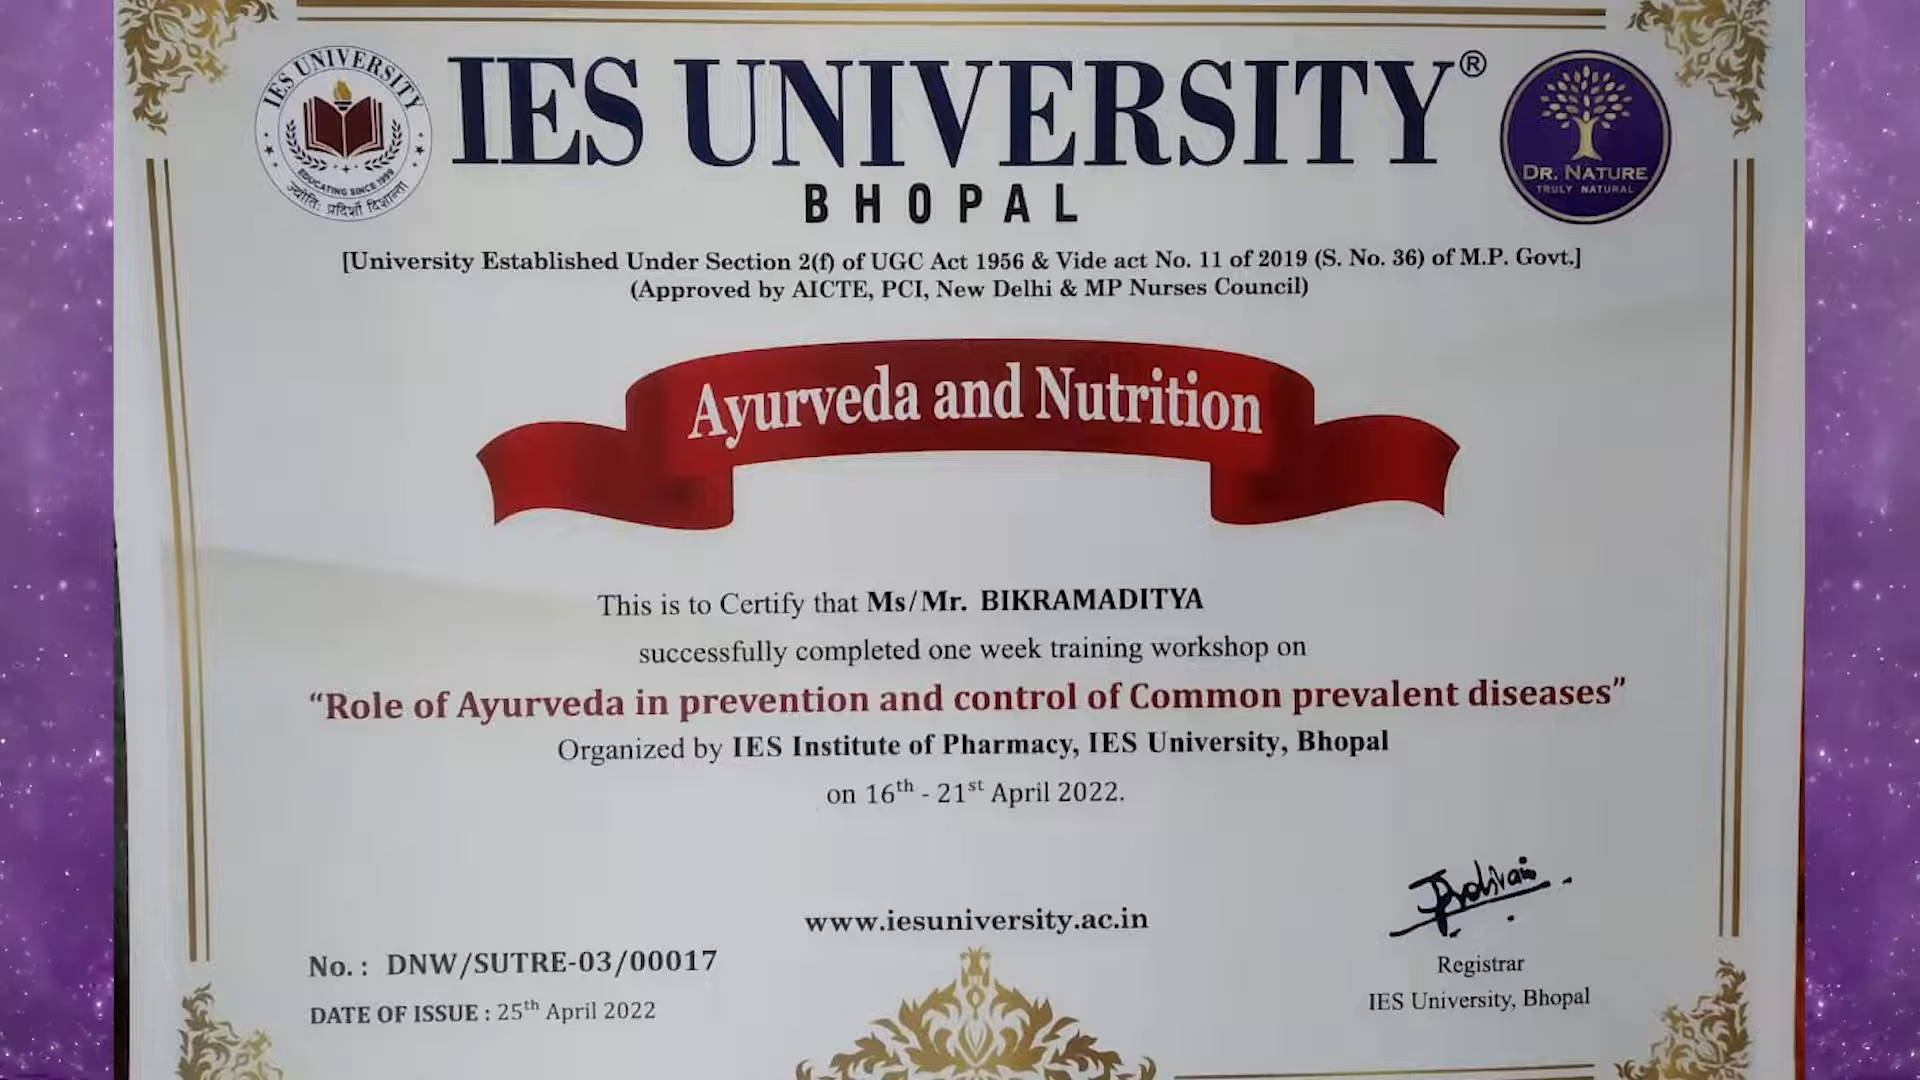 IES UNIVERSITY
EDUCATING SINCE 1999
IES UNIVERSITY®
BHOPAL
DR. NATURE
TRULY NATURAL
[University Established Under Section 2(f) of UGC Act 1956 & Vide act No. 11 of 2019 (S. No. 36) of M.P. Govt.]
(Approved by AICTE, PCI, New Delhi & MP Nurses Council)
Ayurveda and Nutrition
This is to Certify that Ms/Mr. BIKRAMADITYA
successfully completed one week training workshop on
“Role of Ayurveda in prevention and control of Common prevalent diseases”
Organized by IES Institute of Pharmacy, IES University, Bhopal
on 16th - 21st April 2022.
www.iesuniversity.ac.in
No. : DNW/SUTRE-03/00017
DATE OF ISSUE : 25th April 2022
Registrar
IES University, Bhopal